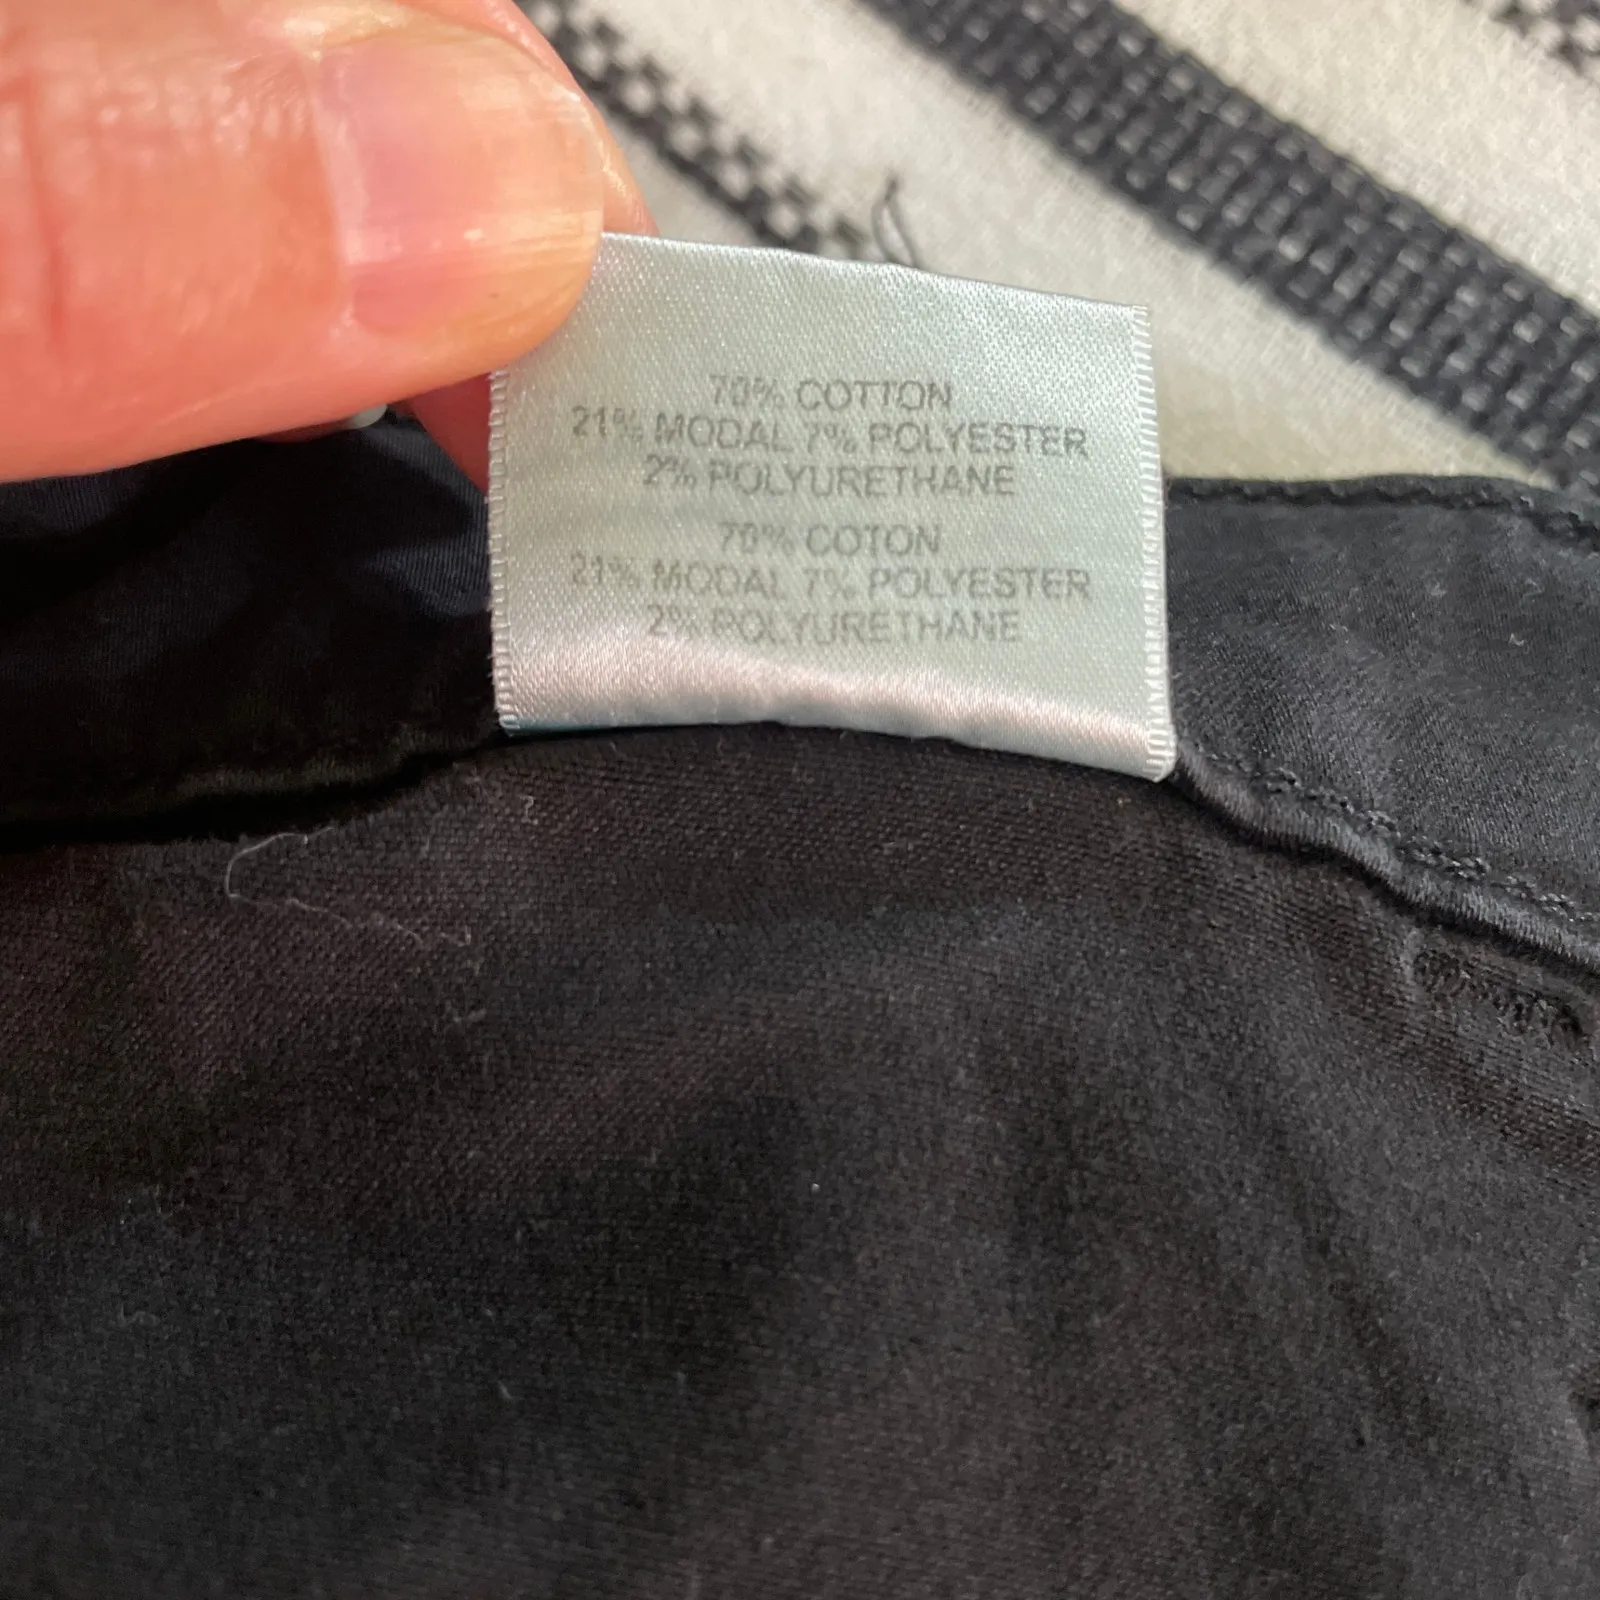 70% COTTON
21% MODAL 7% POLYESTER
2% POLYURETHANE
70% COTON
21% MODAL 7% POLYESTER
2% POLYURETHANE